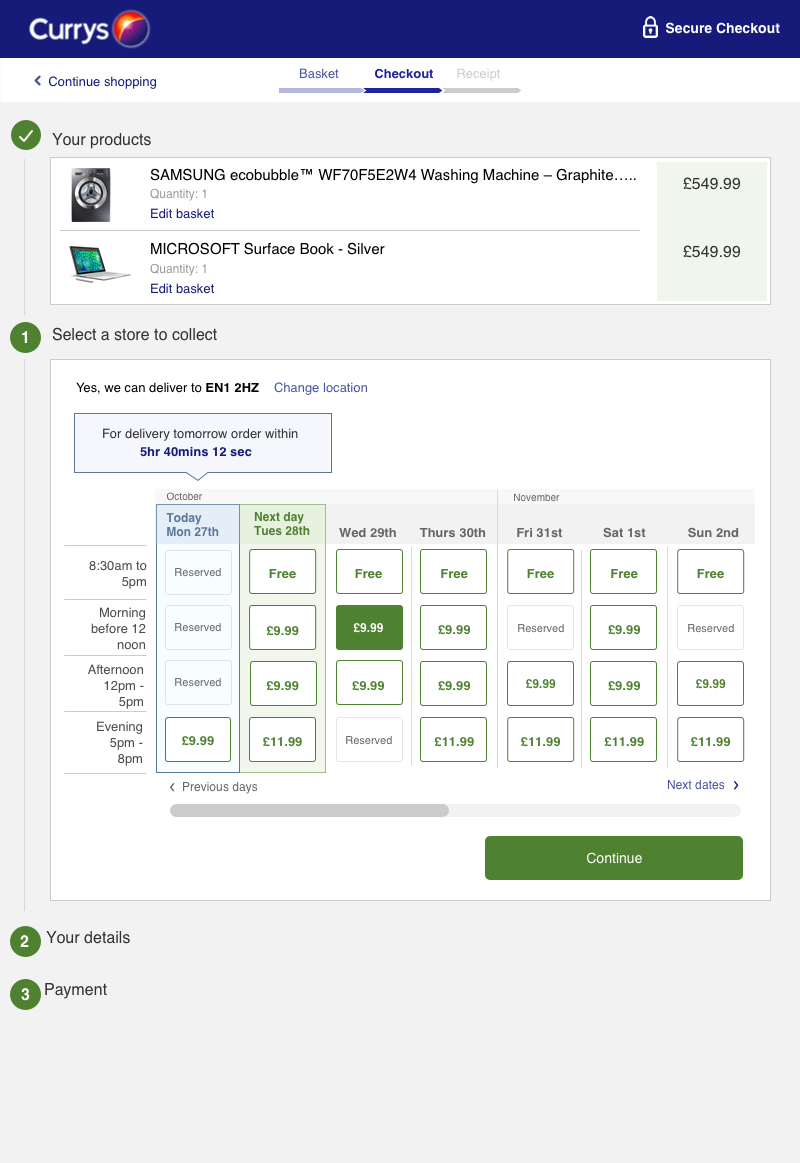 Currys
Secure Checkout
Continue shopping
Basket
Checkout
Receipt
Your products
SAMSUNG ecobubble™ WF70F5E2W4 Washing Machine – Graphite…..
£549.99
Quantity: 1
Edit basket
MICROSOFT Surface Book - Silver
£549.99
Quantity: 1
Edit basket
1
Select a store to collect
Yes, we can deliver to EN1 2HZ
Change location
For delivery tomorrow order within
5hr 40mins 12 sec
October
November
Today
Mon 27th
Next day
Tues 28th
Wed 29th
Thurs 30th
Fri 31st
Sat 1st
Sun 2nd
8:30am to
5pm
Reserved
Free
Free
Free
Free
Free
Free
Morning
before 12
noon
Reserved
£9.99
£9.99
£9.99
Reserved
£9.99
Reserved
Afternoon
12pm -
5pm
Reserved
£9.99
£9.99
£9.99
£9.99
£9.99
£9.99
Evening
5pm -
8pm
£9.99
£11.99
Reserved
£11.99
£11.99
£11.99
£11.99
Previous days
Next dates
Continue
2
Your details
3
Payment